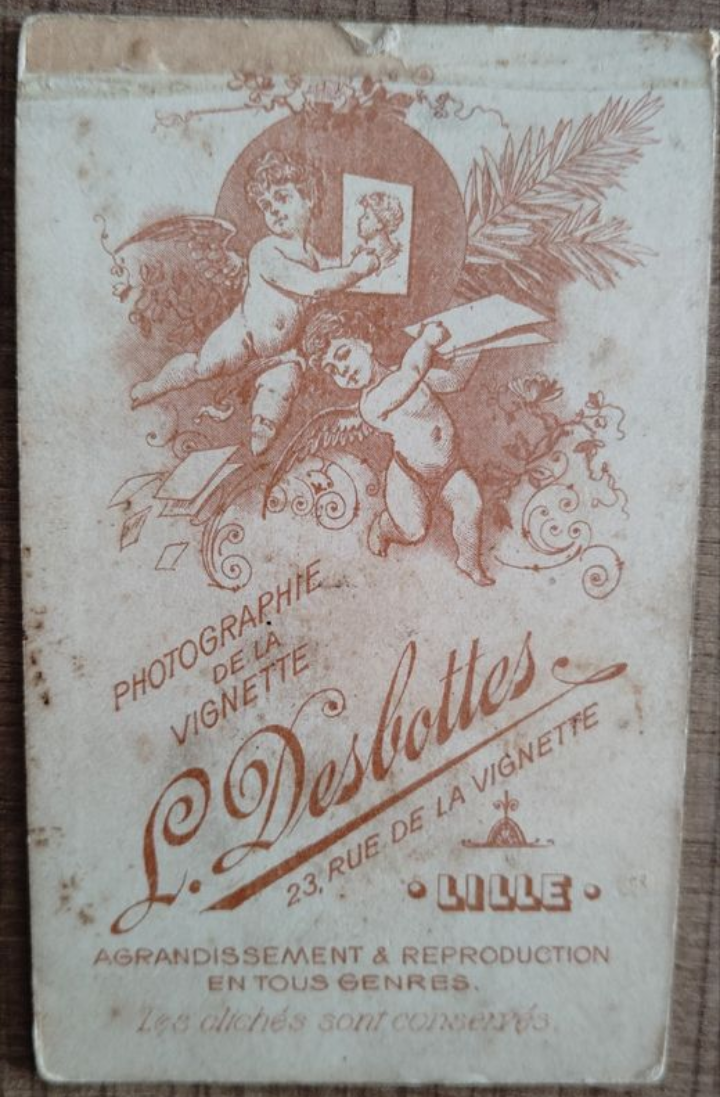 PHOTOGRAPHIE
DE LA
VIGNETTE
L. Desbottes
23, RUE DE LA VIGNETTE
• LILLE •
AGRANDISSEMENT & REPRODUCTION
EN TOUS GENRES.
Les clichés sont conservés.